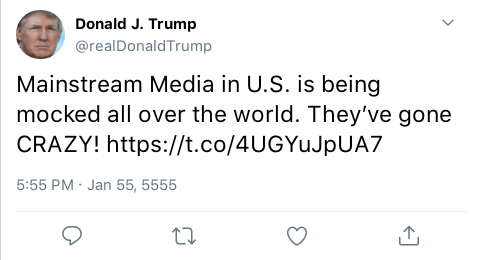 Donald J. Trump
@realDonaldTrump
Mainstream Media in U.S. is being
mocked all over the world. They’ve gone
CRAZY! https://t.co/4UGYuJpUA7
5:55 PM · Jan 55, 5555